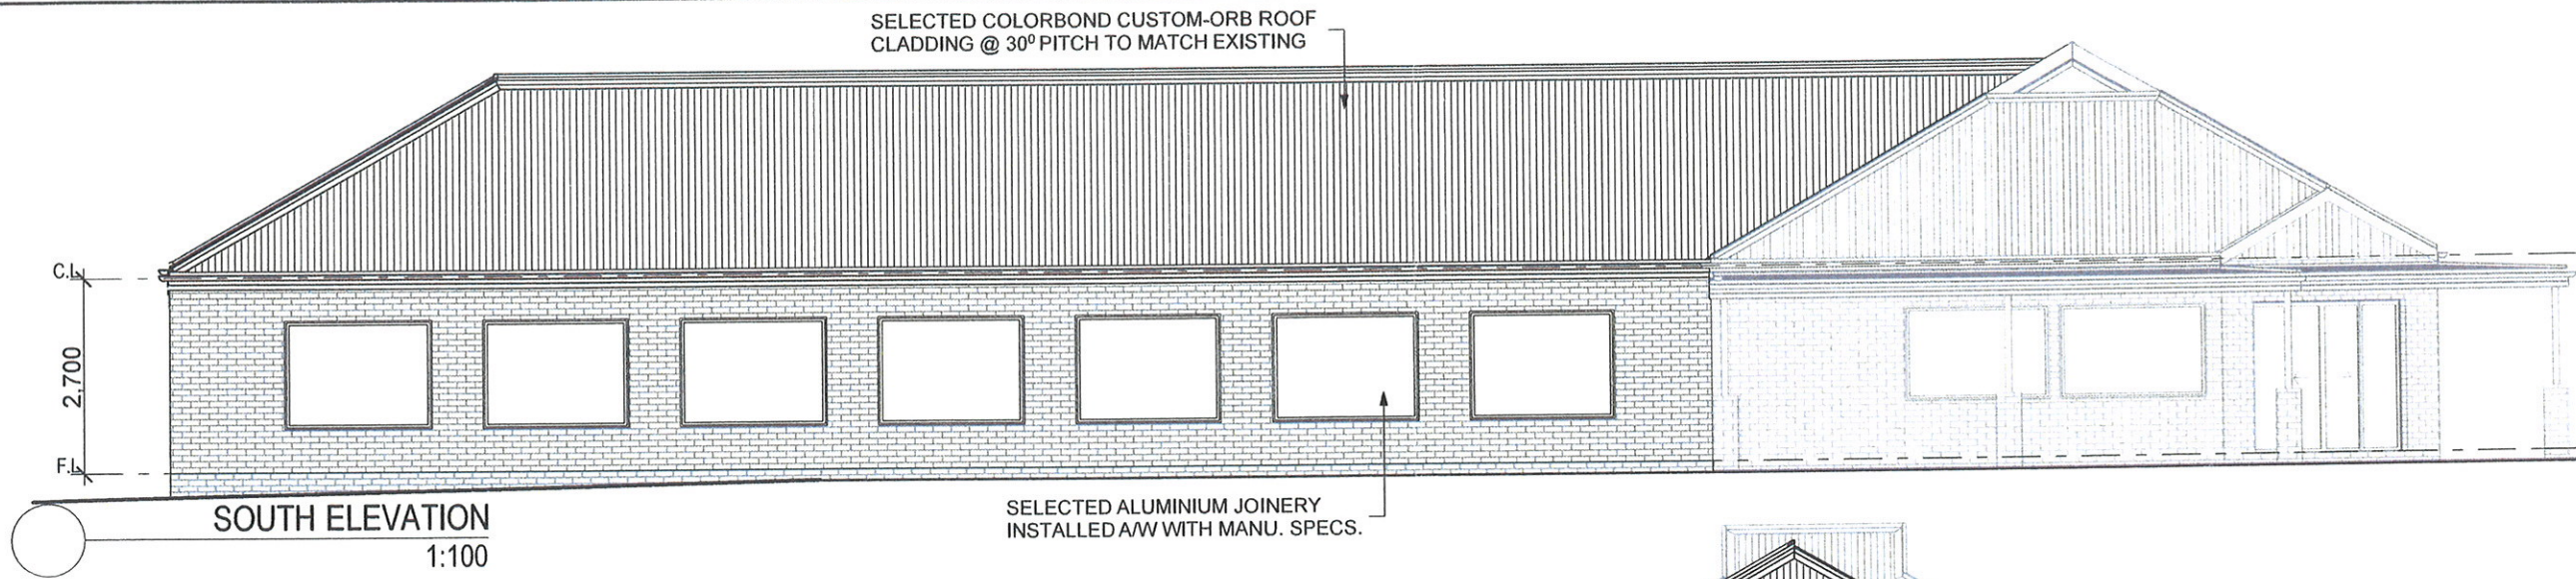 SELECTED COLORBOND CUSTOM-ORB ROOF
CLADDING @ 30⁰ PITCH TO MATCH EXISTING
C.L
2.700
F.L
SELECTED ALUMINIUM JOINERY
INSTALLED A/W WITH MANU. SPECS.
SOUTH ELEVATION
1:100